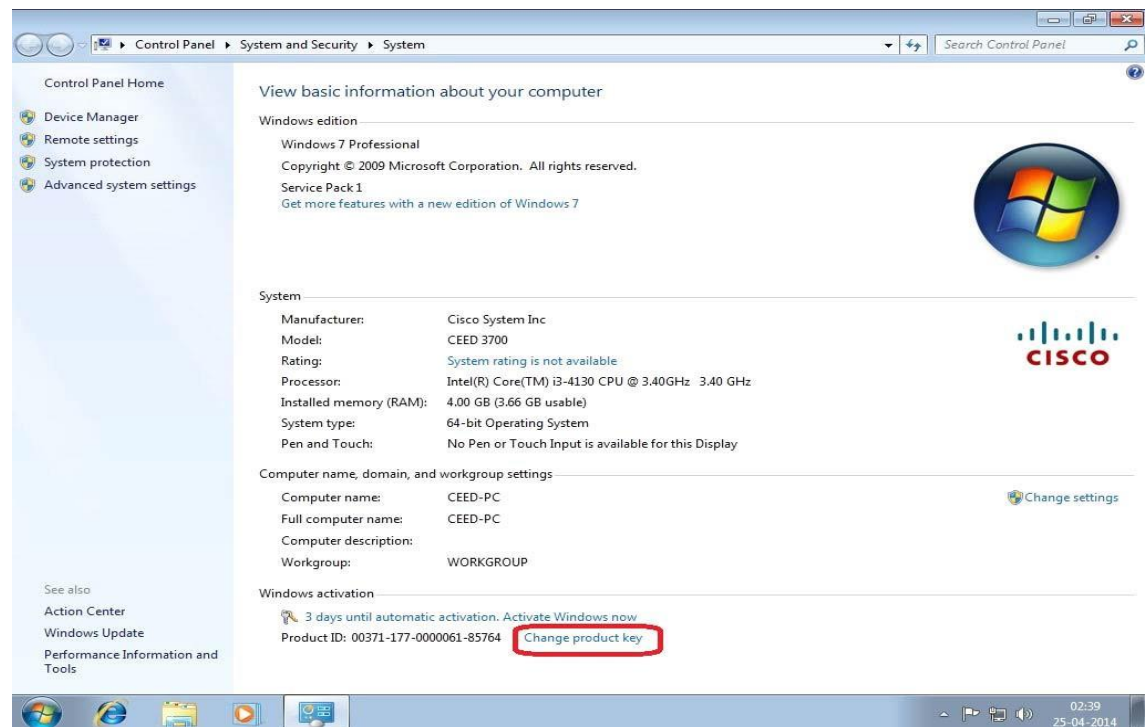 Control Panel ▸ System and Security ▸ System
Search Control Panel
Control Panel Home
Device Manager
Remote settings
System protection
Advanced system settings
View basic information about your computer
Windows edition
Windows 7 Professional
Copyright © 2009 Microsoft Corporation. All rights reserved.
Service Pack 1
Get more features with a new edition of Windows 7
System
Manufacturer: Cisco System Inc
Model: CEED 3700
Rating: System rating is not available
Processor: Intel(R) Core(TM) i3-4130 CPU @ 3.40GHz 3.40 GHz
Installed memory (RAM): 4.00 GB (3.66 GB usable)
System type: 64-bit Operating System
Pen and Touch: No Pen or Touch Input is available for this Display
CISCO
Computer name, domain, and workgroup settings
Computer name: CEED-PC
Change settings
Full computer name: CEED-PC
Computer description:
Workgroup: WORKGROUP
Windows activation
3 days until automatic activation. Activate Windows now
Product ID: 00371-177-0000061-85764 Change product key
See also
Action Center
Windows Update
Performance Information and
Tools
02:39
25-04-2014